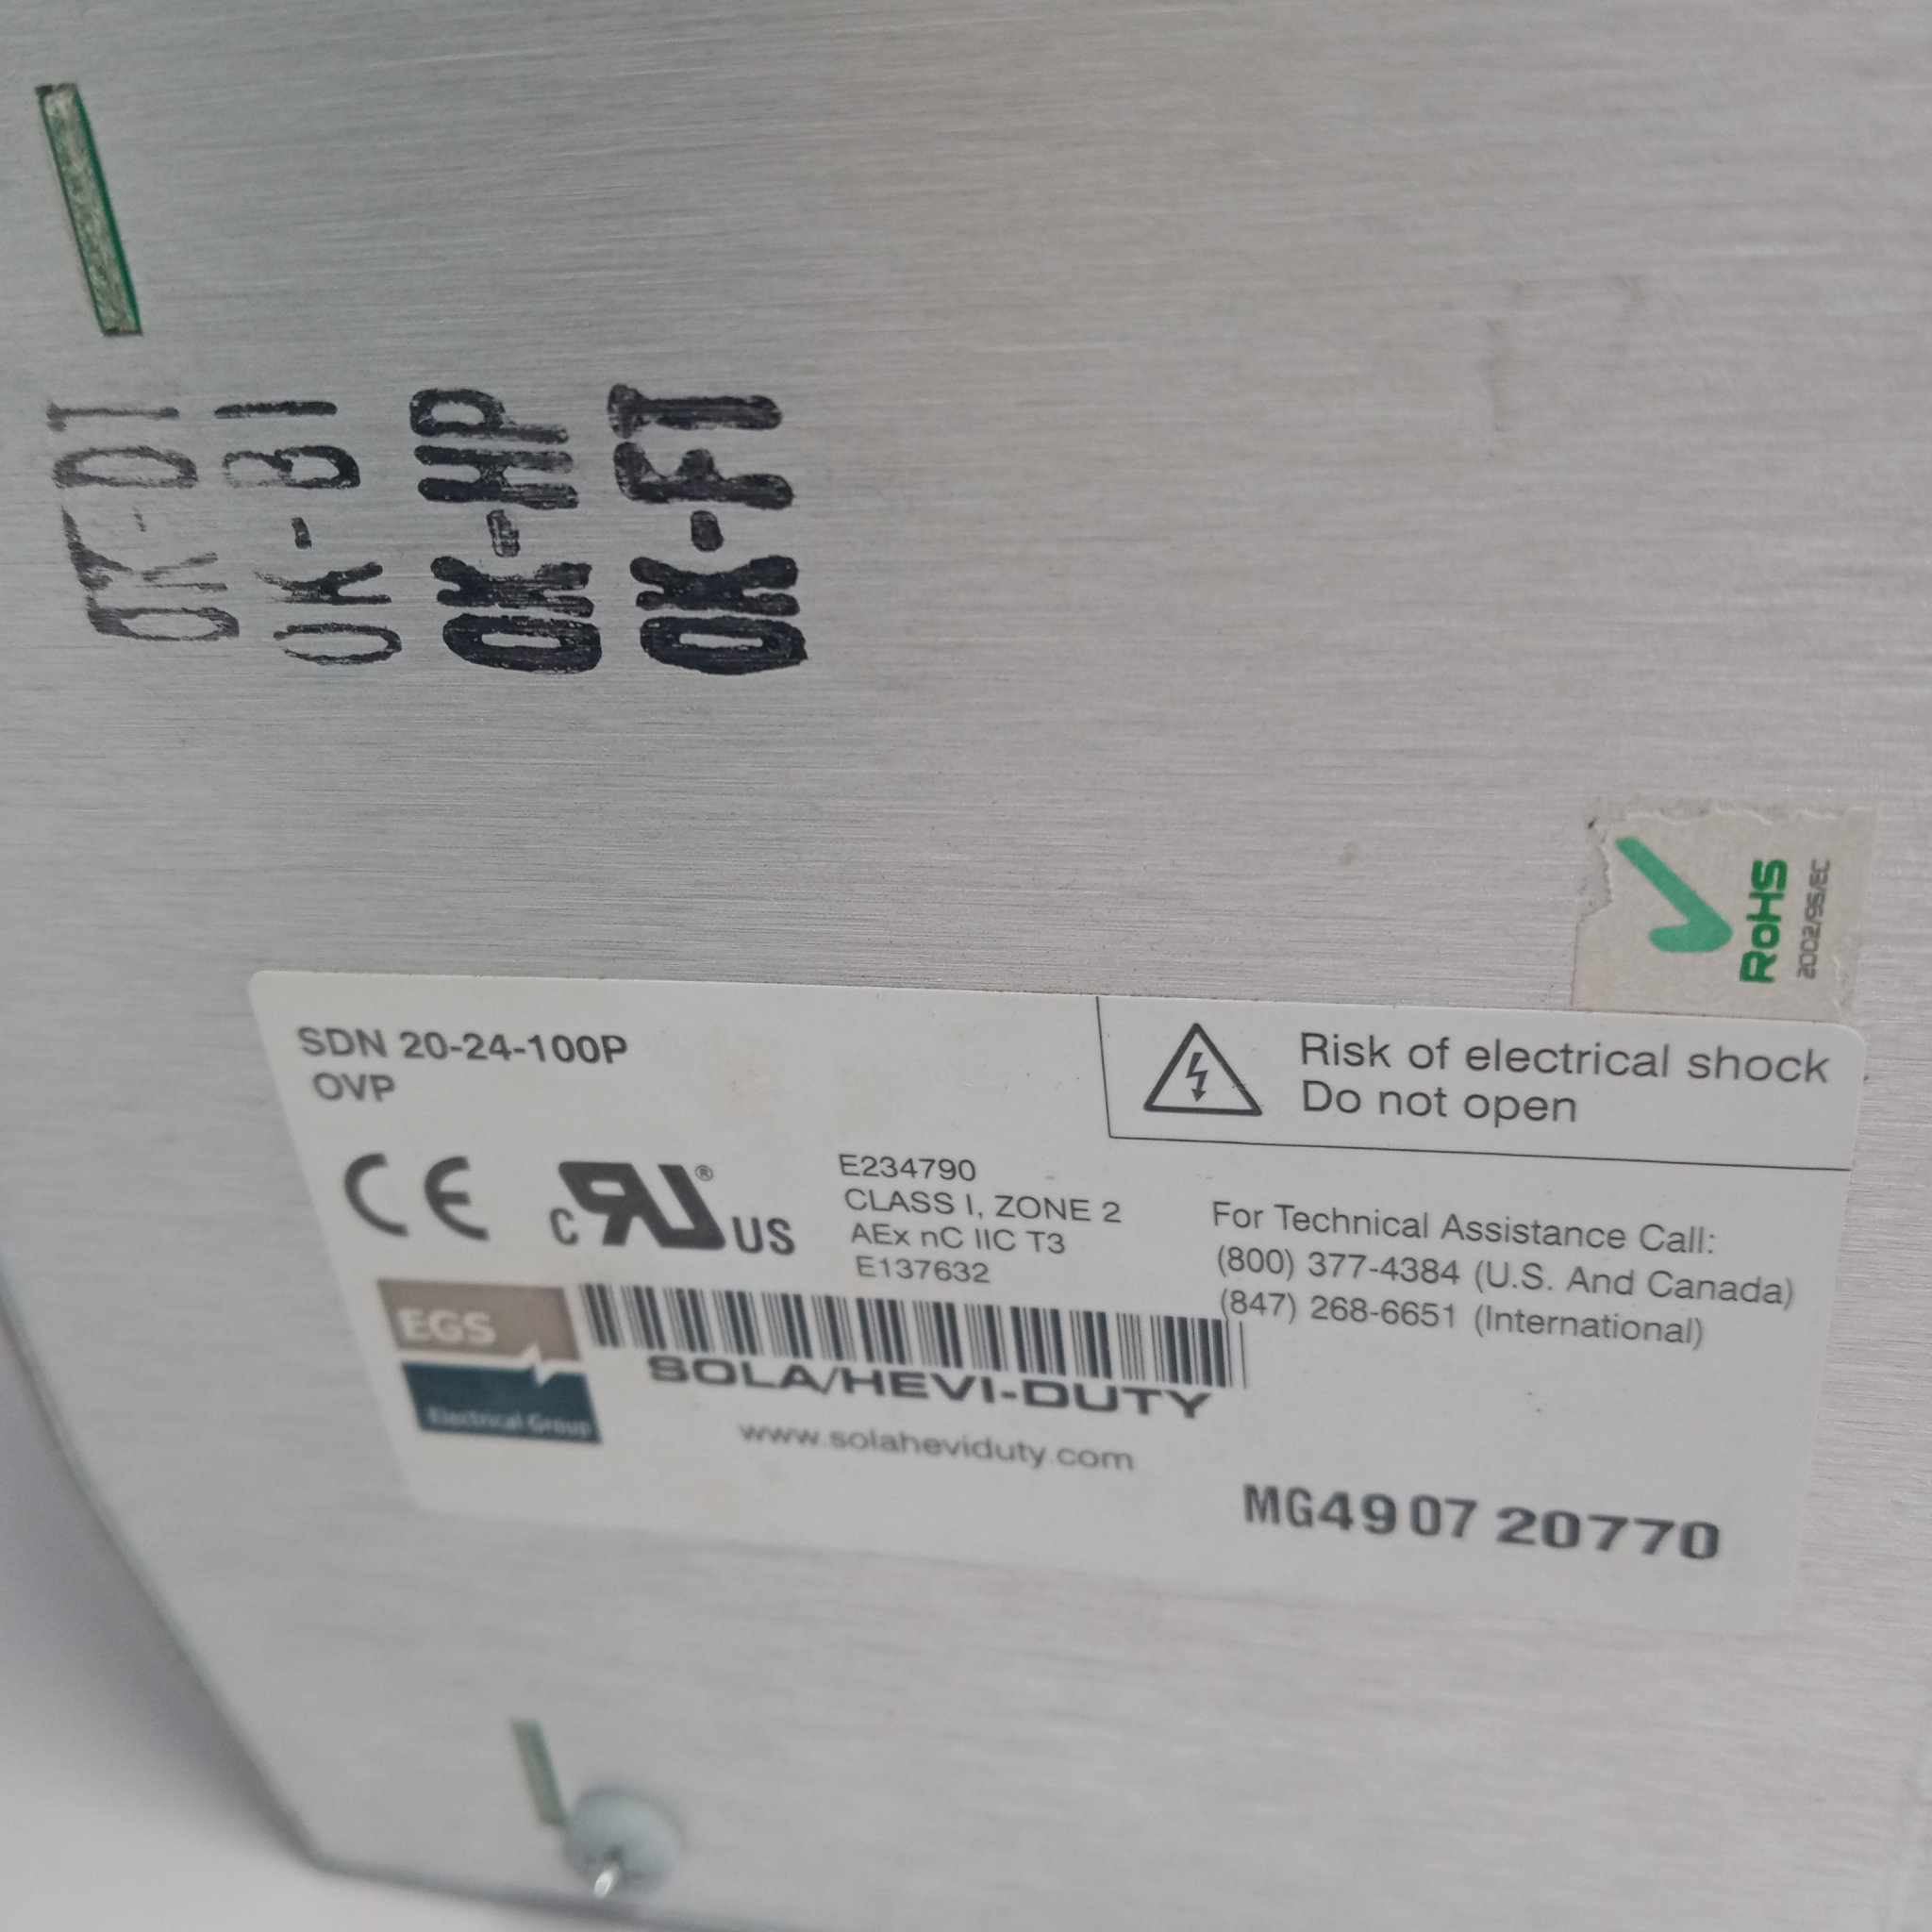 OK-DT
OK-BI
OK-HP
OK-FT
RoHS
2002/95/EC
SDN 20-24-100P
OVP
Risk of electrical shock
Do not open
CE
c RU ® US
E234790
CLASS I, ZONE 2
AEx nC IIC T3
E137632
For Technical Assistance Call:
(800) 377-4384 (U.S. And Canada)
(847) 268-6651 (International)
EGS
Electrical Group
SOLA/HEVI-DUTY
www.solaheviduty.com
MG49 07 20770